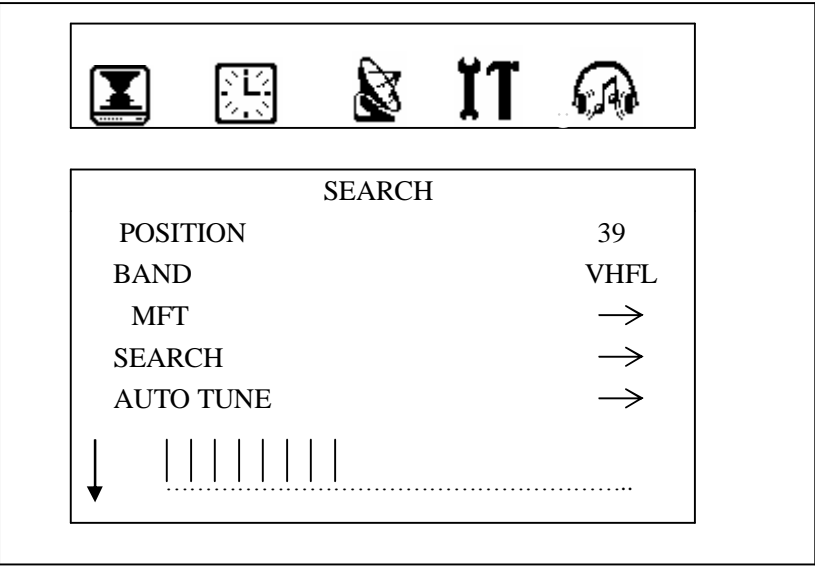 SEARCH
POSITION 39
BAND VHFL
MFT →
SEARCH →
AUTO TUNE →